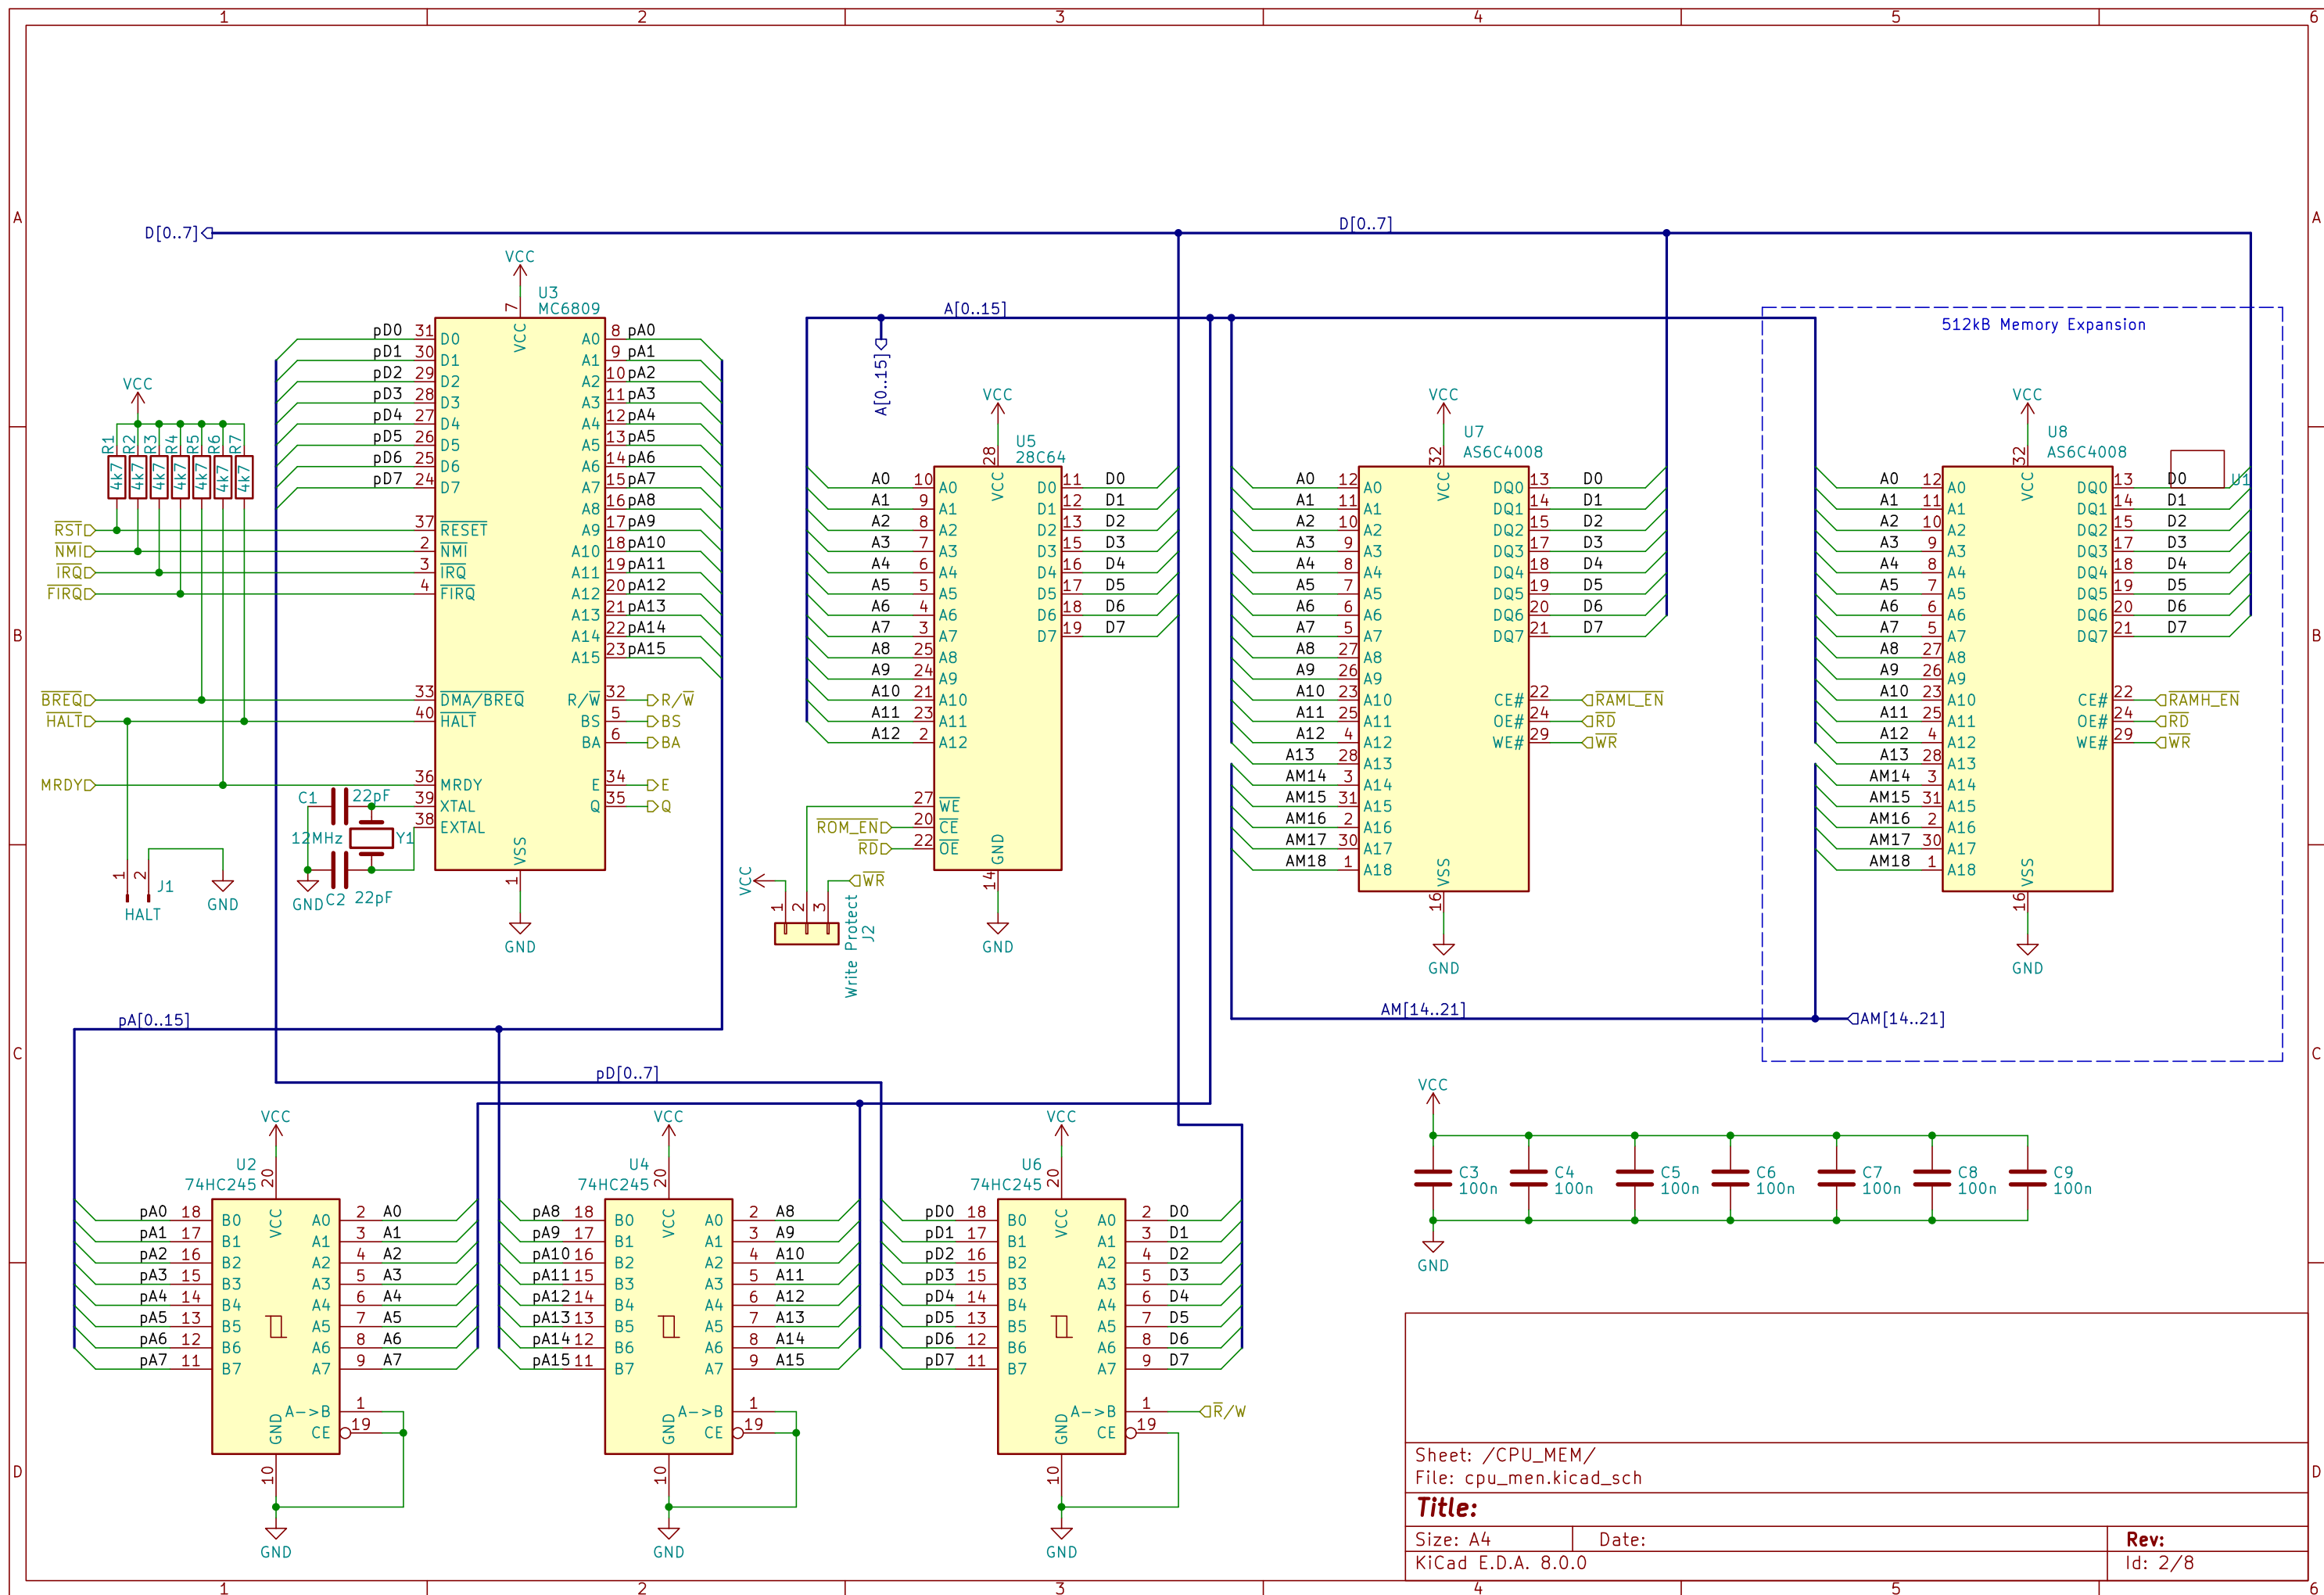 1 2 3 4 5 6
A
A
D[0..7]
D[0..7]
VCC
U3
MC6809
7
VCC
pD0 31 D0
pD1 30 D1
pD2 29 D2
pD3 28 D3
pD4 27 D4
pD5 26 D5
pD6 25 D6
pD7 24 D7
RST 37 RESET
NMI 2 NMI
IRQ 3 IRQ
FIRQ 4 FIRQ
BREQ 33 DMA/BREQ
HALT 40 HALT
MRDY 36 MRDY
39 XTAL
38 EXTAL
A0 8 pA0
A1 9 pA1
A2 10 pA2
A3 11 pA3
A4 12 pA4
A5 13 pA5
A6 14 pA6
A7 15 pA7
A8 16 pA8
A9 17 pA9
A10 18 pA10
A11 19 pA11
A12 20 pA12
A13 21 pA13
A14 22 pA14
A15 23 pA15
R/W 32 R/W
BS 5 BS
BA 6 BA
E 34 E
Q 35 Q
VSS
1
GND
VCC
R1 R2 R3 R4 R5 R6 R7
4k7 4k7 4k7 4k7 4k7 4k7 4k7
C1 22pF
12MHz Y1
GND C2 22pF
1 2 J1
HALT
GND
A[0..15]
A[0..15]
VCC
U5
28C64
28
VCC
A0 10 A0
A1 9 A1
A2 8 A2
A3 7 A3
A4 6 A4
A5 5 A5
A6 4 A6
A7 3 A7
A8 25 A8
A9 24 A9
A10 21 A10
A11 23 A11
A12 2 A12
27 WE
ROM_EN 20 CE
RD 22 OE
D0 11 D0
D1 12 D1
D2 13 D2
D3 15 D3
D4 16 D4
D5 17 D5
D6 18 D6
D7 19 D7
GND
14
GND
VCC
WR
1 2 3
Write Protect
J2
VCC
U7
AS6C4008
32
VCC
A0 12 A0
A1 11 A1
A2 10 A2
A3 9 A3
A4 8 A4
A5 7 A5
A6 6 A6
A7 5 A7
A8 27 A8
A9 26 A9
A10 23 A10
A11 25 A11
A12 4 A12
A13 28 A13
AM14 3 A14
AM15 31 A15
AM16 2 A16
AM17 30 A17
AM18 1 A18
DQ0 13 D0
DQ1 14 D1
DQ2 15 D2
DQ3 17 D3
DQ4 18 D4
DQ5 19 D5
DQ6 20 D6
DQ7 21 D7
CE# 22 RAML_EN
OE# 24 RD
WE# 29 WR
VSS
16
GND
512kB Memory Expansion
VCC
U8
AS6C4008
32
VCC
A0 12 A0
A1 11 A1
A2 10 A2
A3 9 A3
A4 8 A4
A5 7 A5
A6 6 A6
A7 5 A7
A8 27 A8
A9 26 A9
A10 23 A10
A11 25 A11
A12 4 A12
A13 28 A13
AM14 3 A14
AM15 31 A15
AM16 2 A16
AM17 30 A17
AM18 1 A18
DQ0 13 D0 U1
DQ1 14 D1
DQ2 15 D2
DQ3 17 D3
DQ4 18 D4
DQ5 19 D5
DQ6 20 D6
DQ7 21 D7
CE# 22 RAMH_EN
OE# 24 RD
WE# 29 WR
VSS
16
GND
B
B
AM[14..21]
AM[14..21]
pA[0..15]
pD[0..7]
C
C
VCC
U2
74HC245
20
VCC
pA0 18 B0 A0 2 A0
pA1 17 B1 A1 3 A1
pA2 16 B2 A2 4 A2
pA3 15 B3 A3 5 A3
pA4 14 B4 A4 6 A4
pA5 13 B5 A5 7 A5
pA6 12 B6 A6 8 A6
pA7 11 B7 A7 9 A7
A->B 1
GND CE 19
10
GND
VCC
U4
74HC245
20
VCC
pA8 18 B0 A0 2 A8
pA9 17 B1 A1 3 A9
pA10 16 B2 A2 4 A10
pA11 15 B3 A3 5 A11
pA12 14 B4 A4 6 A12
pA13 13 B5 A5 7 A13
pA14 12 B6 A6 8 A14
pA15 11 B7 A7 9 A15
A->B 1
GND CE 19
10
GND
VCC
U6
74HC245
20
VCC
pD0 18 B0 A0 2 D0
pD1 17 B1 A1 3 D1
pD2 16 B2 A2 4 D2
pD3 15 B3 A3 5 D3
pD4 14 B4 A4 6 D4
pD5 13 B5 A5 7 D5
pD6 12 B6 A6 8 D6
pD7 11 B7 A7 9 D7
A->B 1 R/W
GND CE 19
10
GND
VCC
C3 C4 C5 C6 C7 C8 C9
100n 100n 100n 100n 100n 100n 100n
GND
D
D
Sheet: /CPU_MEM/
File: cpu_men.kicad_sch
Title:
Size: A4 Date: Rev:
KiCad E.D.A. 8.0.0 Id: 2/8
1 2 3 4 5 6